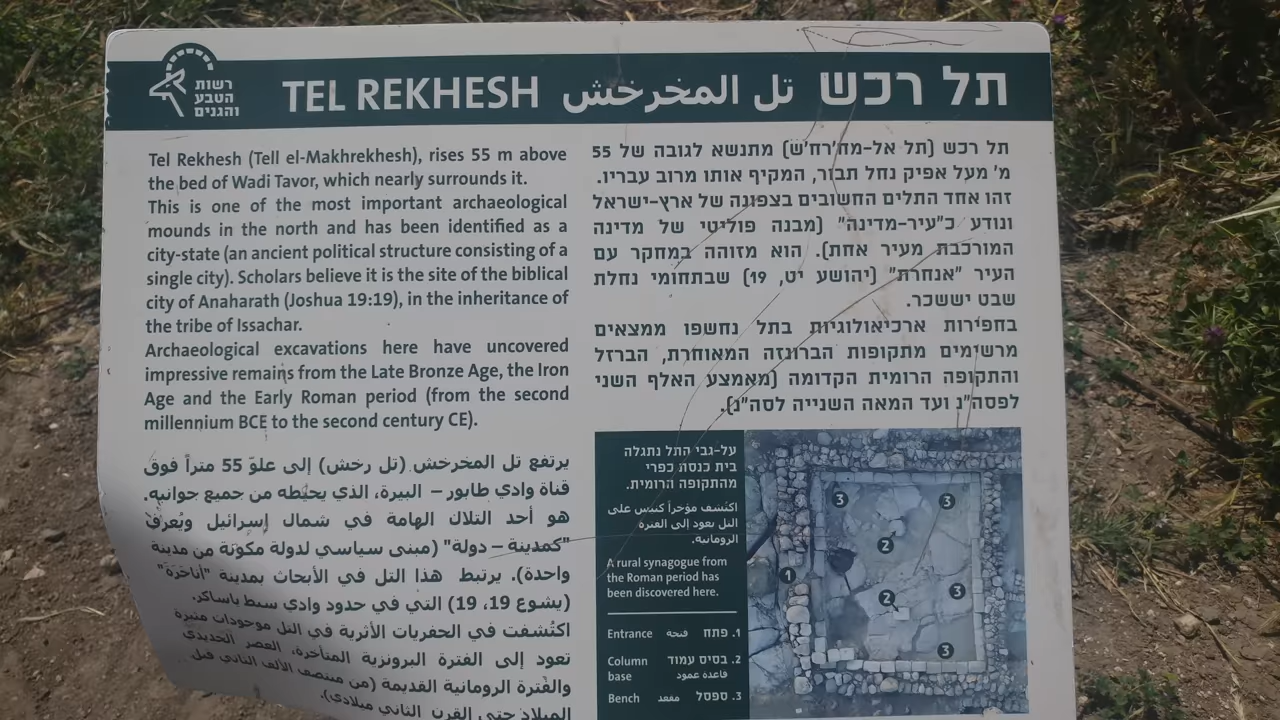 רשות
הטבע
והגנים
TEL REKHESH تل المخرخش תל רכש
Tel Rekhesh (Tell el-Makhrekhesh), rises 55 m above
the bed of Wadi Tavor, which nearly surrounds it.
This is one of the most important archaeological
mounds in the north and has been identified as a
city-state (an ancient political structure consisting of a
single city). Scholars believe it is the site of the biblical
city of Anaharath (Joshua 19:19), in the inheritance of
the tribe of Issachar.
Archaeological excavations here have uncovered
impressive remains from the Late Bronze Age, the Iron
Age and the Early Roman period (from the second
millennium BCE to the second century CE).
תל רכש (תל אל-מח'רח'ש) מתנשא לגובה של 55
מ' מעל אפיק נחל תבור, המקיף אותו מרוב עבריו.
זהו אחד התלים החשובים בצפונה של ארץ-ישראל
ונודע כ"עיר-מדינה" (מבנה פוליטי של מדינה
המורכבת מעיר אחת). הוא מזוהה במחקר עם
העיר "אנחרת" (יהושע יט, 19) שבתחומי נחלת
שבט יששכר.
בחפירות ארכיאולוגיות בתל נחשפו ממצאים
מרשימים מתקופות הברונזה המאוחרת, הברזל
והתקופה הרומית הקדומה (מאמצע האלף השני
לפסה"נ ועד המאה השנייה לסה"נ).
يرتفع تل المخرخش (تل رخش) إلى علوّ 55 متراً فوق
قناة وادي طابور – البيرة، الذي يحيطه من جميع جوانبه.
هو أحد التلال الهامة في شمال إسرائيل ويُعرف
"كمدينة – دولة" (مبنى سياسي لدولة مكونة من مدينة
واحدة). يرتبط هذا التل في الأبحاث بمدينة "أناخَرَة"
(يشوع 19، 19) التي في حدود وادي سبط ياساكر.
اكتُشفت في الحفريات الأثرية في التل موجودات مثيرة
تعود إلى الفترة البرونزية المتأخرة، العصر الحديدي
والفترة الرومانية القديمة (من منتصف الألف الثاني قبل
الميلاد حتى القرن الثاني ميلادي).
על-גבי התל נתגלה
בית כנסת כפרי
מהתקופה הרומית.
اكتُشف مؤخراً كنيس على
التل يعود إلى الفترة
الرومانية.
A rural synagogue from
the Roman period has
been discovered here.
Entrance فتحة פתח .1
Column בסיס עמוד .2
base قاعدة عمود
Bench مقعد ספסל .3
3 3
2
1
2 3
3